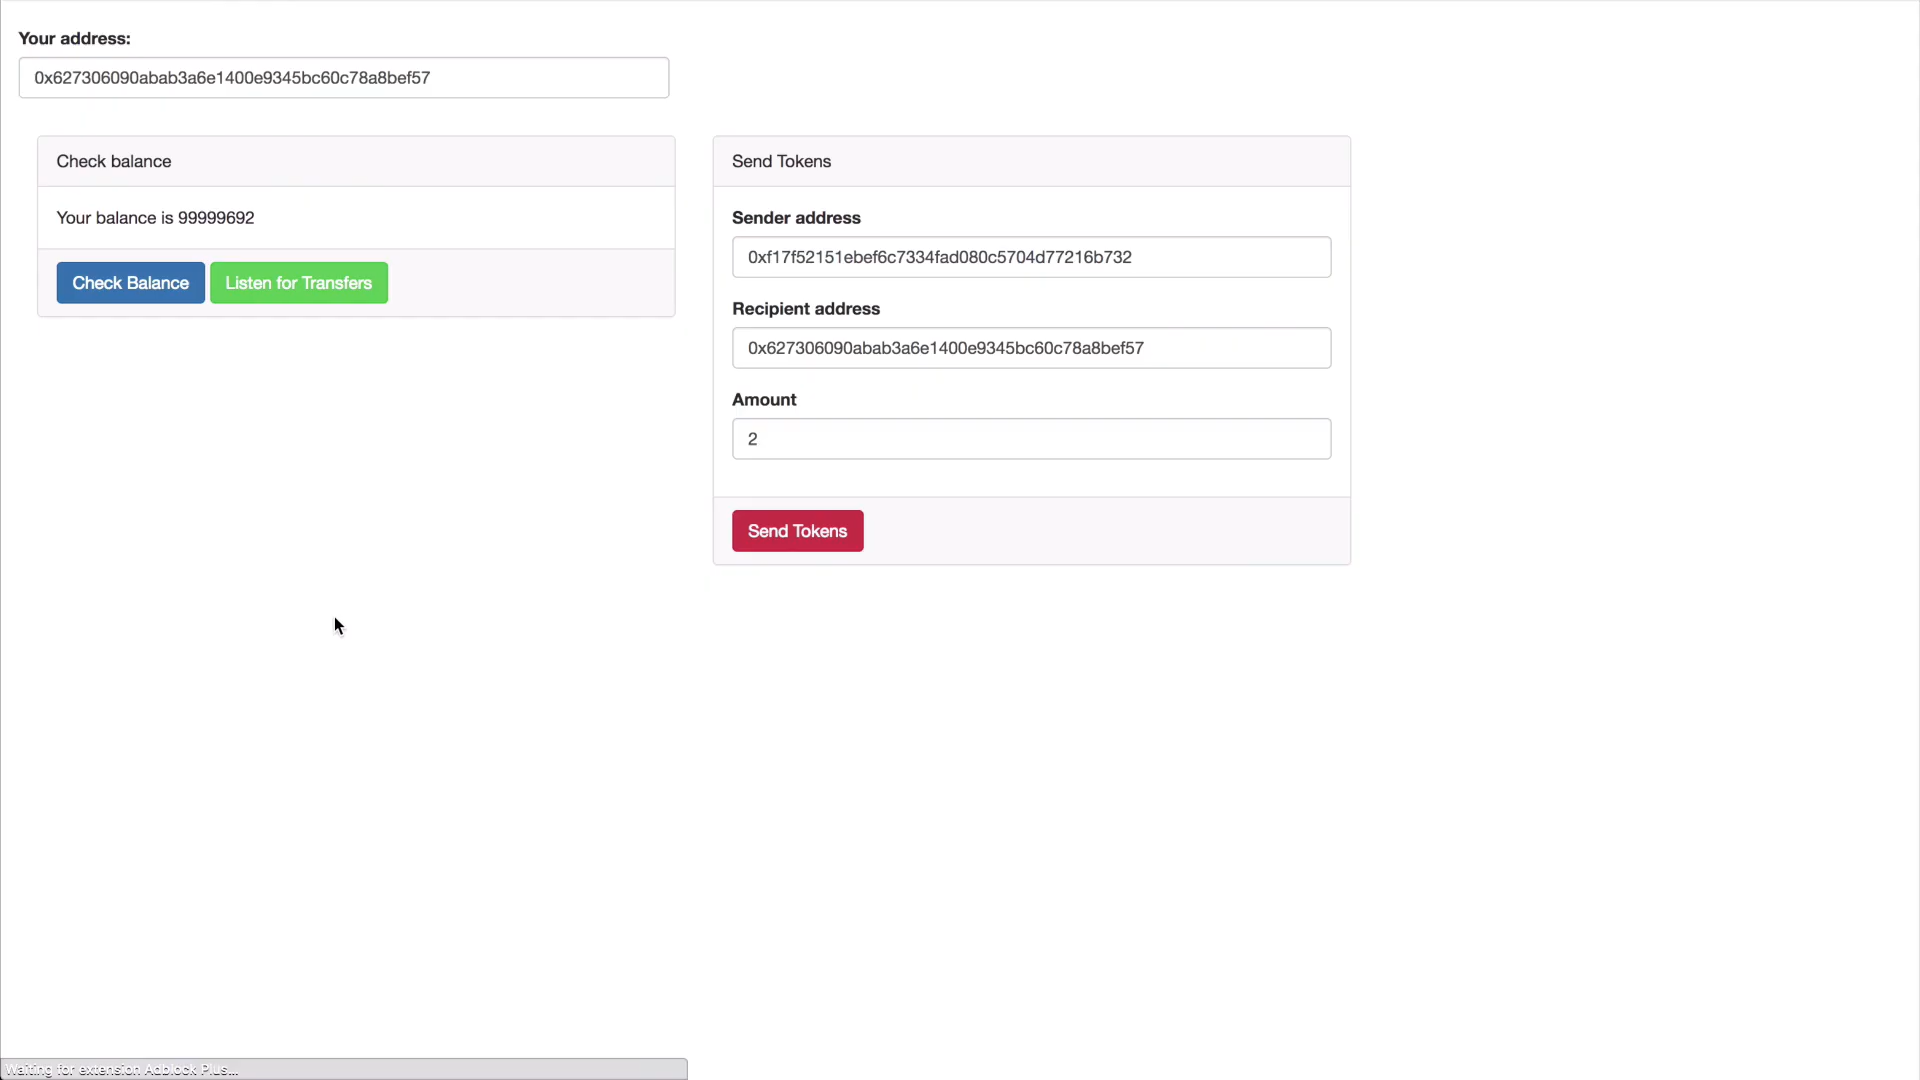 Your address:
0x627306090abab3a6e1400e9345bc60c78a8bef57
Check balance
Your balance is 99999692
Check Balance
Listen for Transfers
Send Tokens
Sender address
0xf17f52151ebef6c7334fad080c5704d77216b732
Recipient address
0x627306090abab3a6e1400e9345bc60c78a8bef57
Amount
2
Send Tokens
Waiting for extension Adblock Plus...